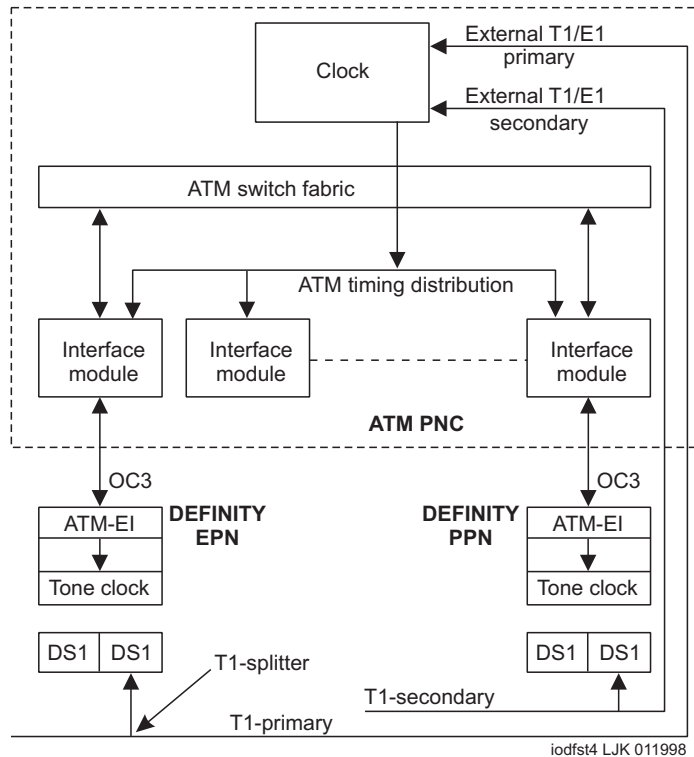 External T1/E1
primary
Clock
External T1/E1
secondary
ATM switch fabric
ATM timing distribution
Interface
module
Interface
module
Interface
module
ATM PNC
OC3
OC3
DEFINITY
EPN
DEFINITY
PPN
ATM-EI
ATM-EI
Tone clock
Tone clock
DS1
DS1
DS1
DS1
T1-splitter
T1-secondary
T1-primary
iodfst4 LJK 011998